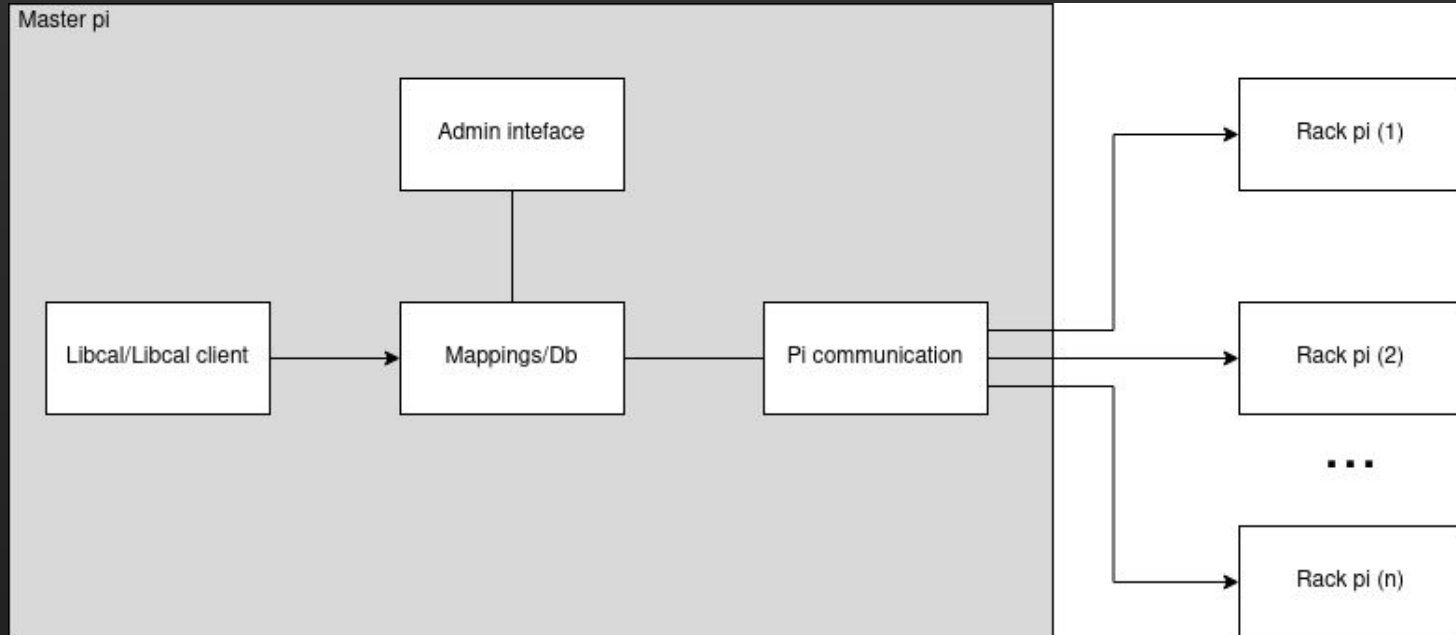 Master pi
Admin inteface
Rack pi (1)
Libcal/Libcal client
Mappings/Db
Pi communication
Rack pi (2)
...
Rack pi (n)